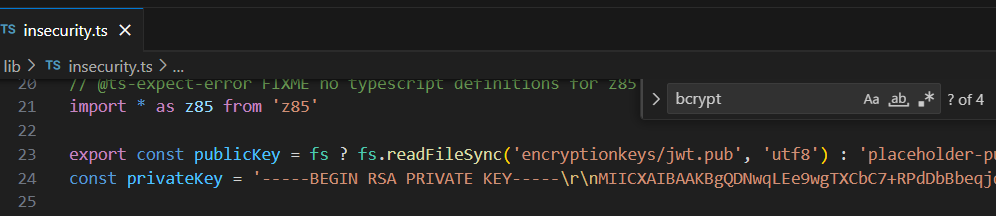 TS insecurity.ts ×
lib > TS insecurity.ts > ...
20 // @ts-expect-error FIXME no typescript definitions for z85
> bcrypt Aa ab .* ? of 4
21 import * as z85 from 'z85'
22
23 export const publicKey = fs ? fs.readFileSync('encryptionkeys/jwt.pub', 'utf8') : 'placeholder-pu
24 const privateKey = '-----BEGIN RSA PRIVATE KEY-----\r\nMIICXAIBAAKBgQDNwqLEe9wgTXCbC7+RPdDbBbeqjd
25